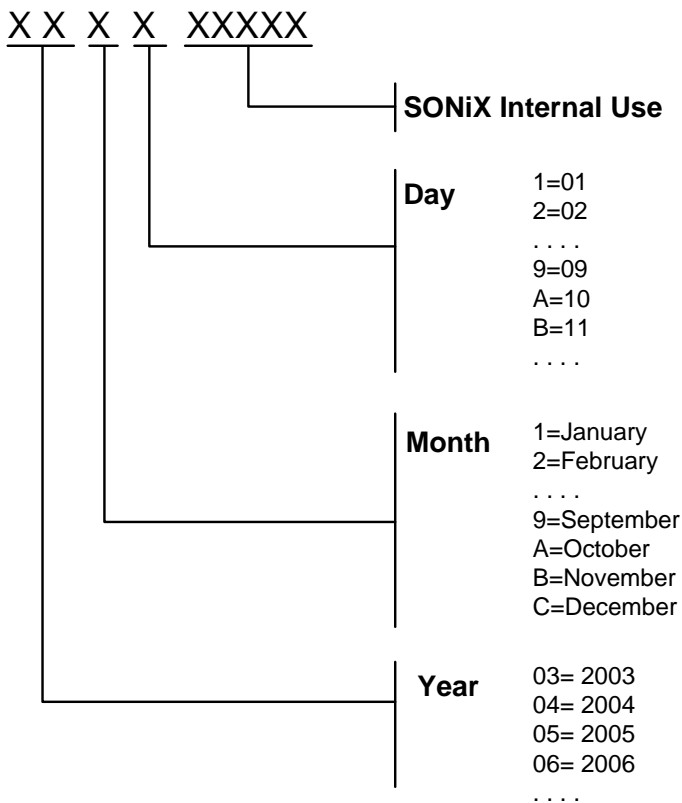 X X X X XXXXX
SONiX Internal Use
Day
1=01
2=02
. . . .
9=09
A=10
B=11
. . . .
Month
1=January
2=February
. . . .
9=September
A=October
B=November
C=December
Year
03= 2003
04= 2004
05= 2005
06= 2006
. . . .